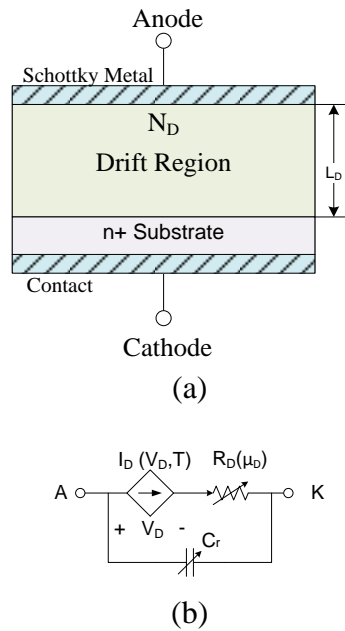 Anode
Schottky Metal
N_D
Drift Region
L_D
n+ Substrate
Contact
Cathode
(a)
I_D (V_D,T) R_D(μ_D)
A K
+ V_D -
C_r
(b)